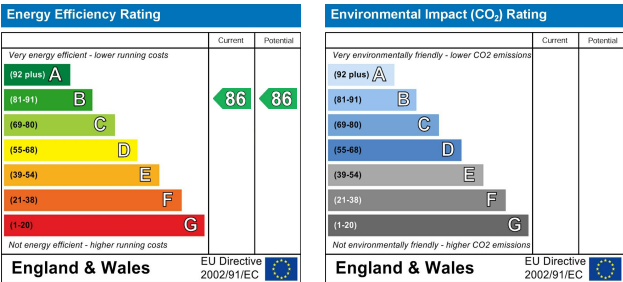 Energy Efficiency Rating
Current Potential
Very energy efficient - lower running costs
(92 plus) A
(81-91) B 86 86
(69-80) C
(55-68) D
(39-54) E
(21-38) F
(1-20) G
Not energy efficient - higher running costs
England & Wales
EU Directive
2002/91/EC
Environmental Impact (CO₂) Rating
Current Potential
Very environmentally friendly - lower CO2 emissions
(92 plus) A
(81-91) B
(69-80) C
(55-68) D
(39-54) E
(21-38) F
(1-20) G
Not environmentally friendly - higher CO2 emissions
England & Wales
EU Directive
2002/91/EC